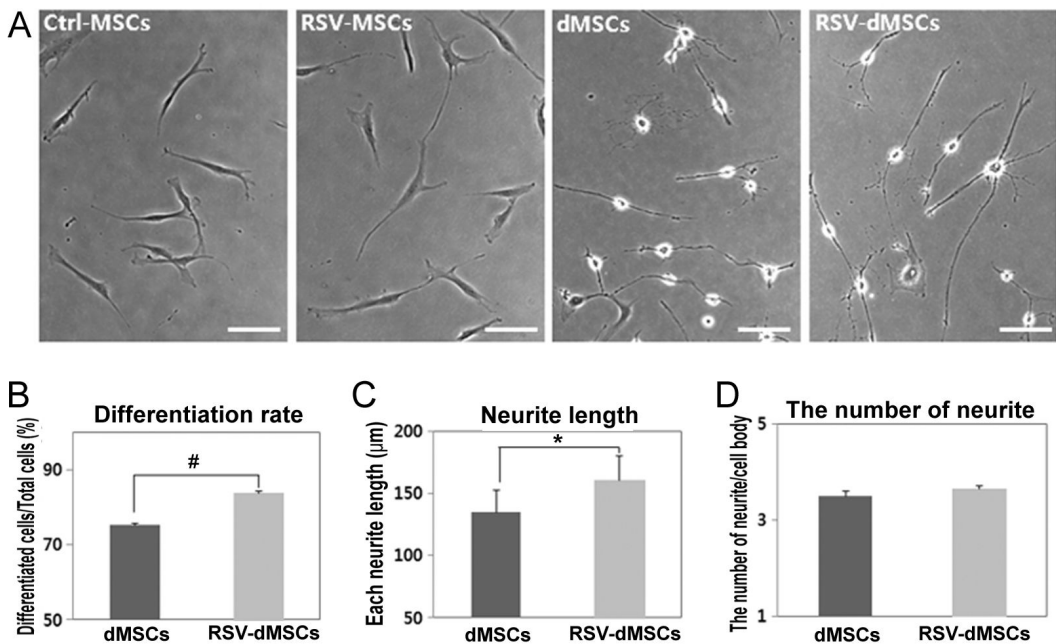 A
Ctrl-MSCs
RSV-MSCs
dMSCs
RSV-dMSCs
B
Differentiation rate
Differentiated cells/Total cells (%)
90
70
50
#
dMSCs
RSV-dMSCs
C
Neurite length
Each neurite length (μm)
200
150
100
50
*
dMSCs
RSV-dMSCs
D
The number of neurite
The number of neurite/cell body
5
3
1
dMSCs
RSV-dMSCs